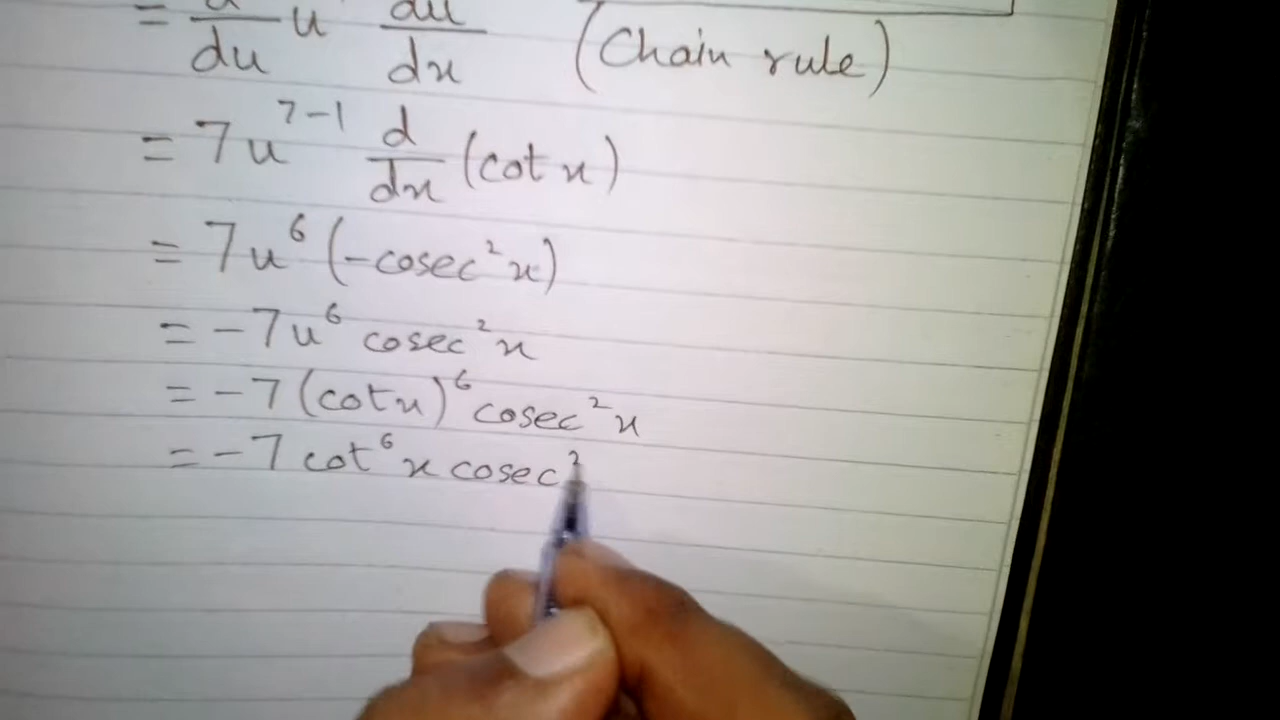 = d/du u du/dx (Chain rule)
= 7u^{7-1} d/dx (cot x)
= 7u^6 (-cosec^2 x)
= -7u^6 cosec^2 x
= -7 (cot x)^6 cosec^2 x
= -7 cot^6 x cosec^2